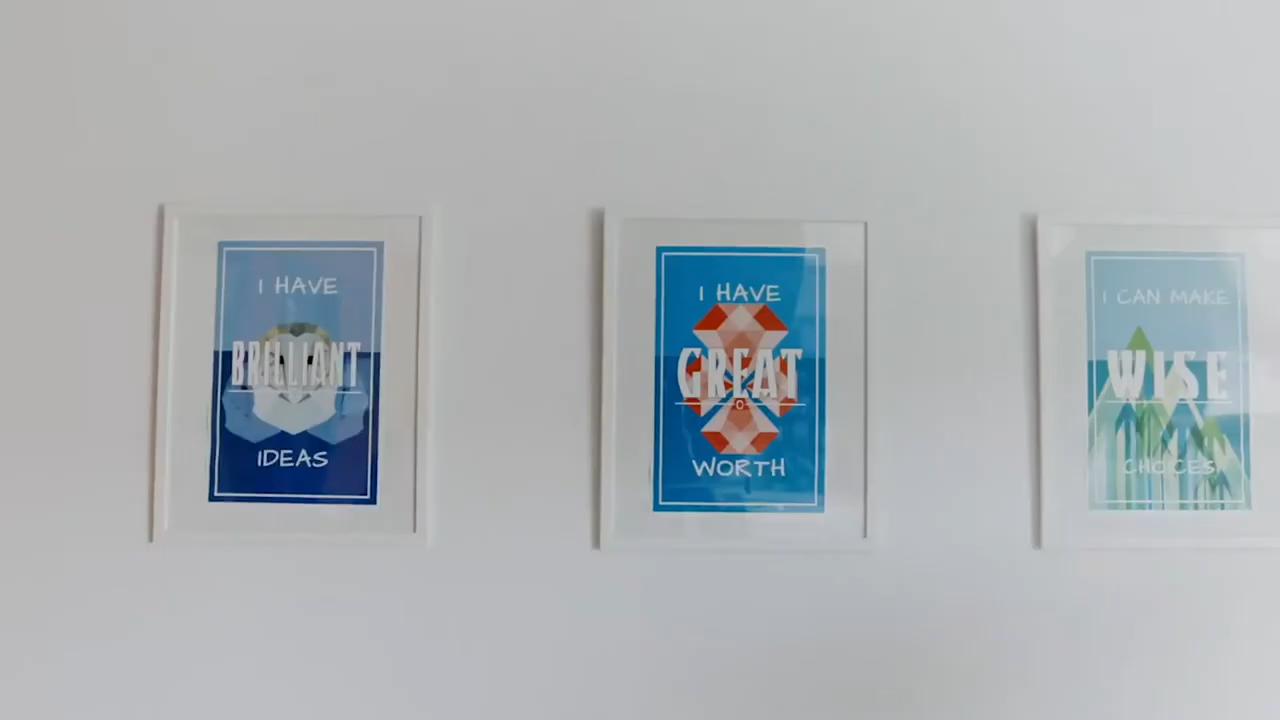 I HAVE
BRILLIANT
IDEAS
I HAVE
GREAT
WORTH
I CAN MAKE
WISE
CHOICES